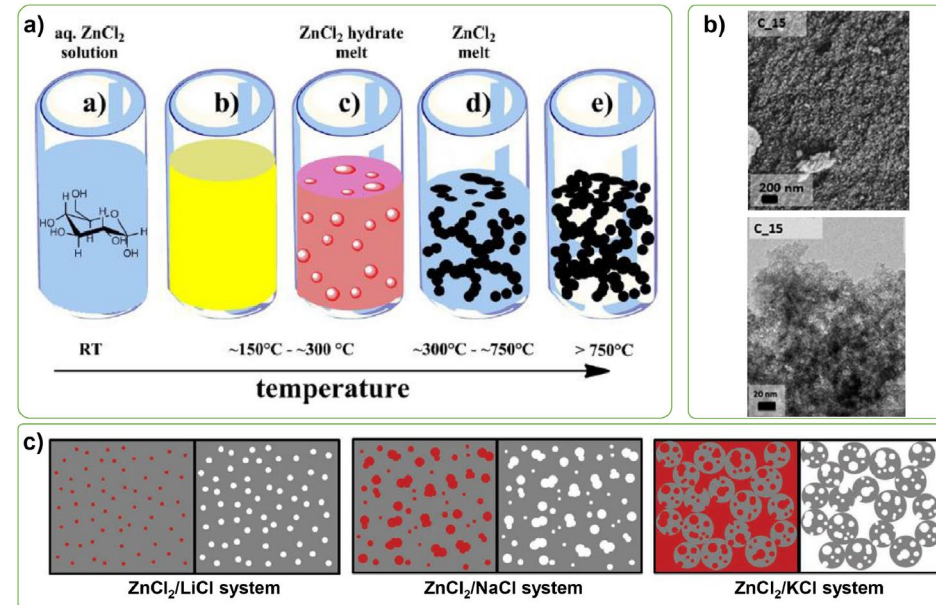 a)
aq. ZnCl2
solution
ZnCl2 hydrate
melt
ZnCl2
melt
a)
b)
c)
d)
e)
H
OH
H
O
HO
HO
H
H
H
OH
OH
RT
~150°C - ~300 °C
~300°C - ~750°C
> 750°C
temperature
b)
C_15
200 nm
C_15
20 nm
c)
ZnCl2/LiCl system
ZnCl2/NaCl system
ZnCl2/KCl system